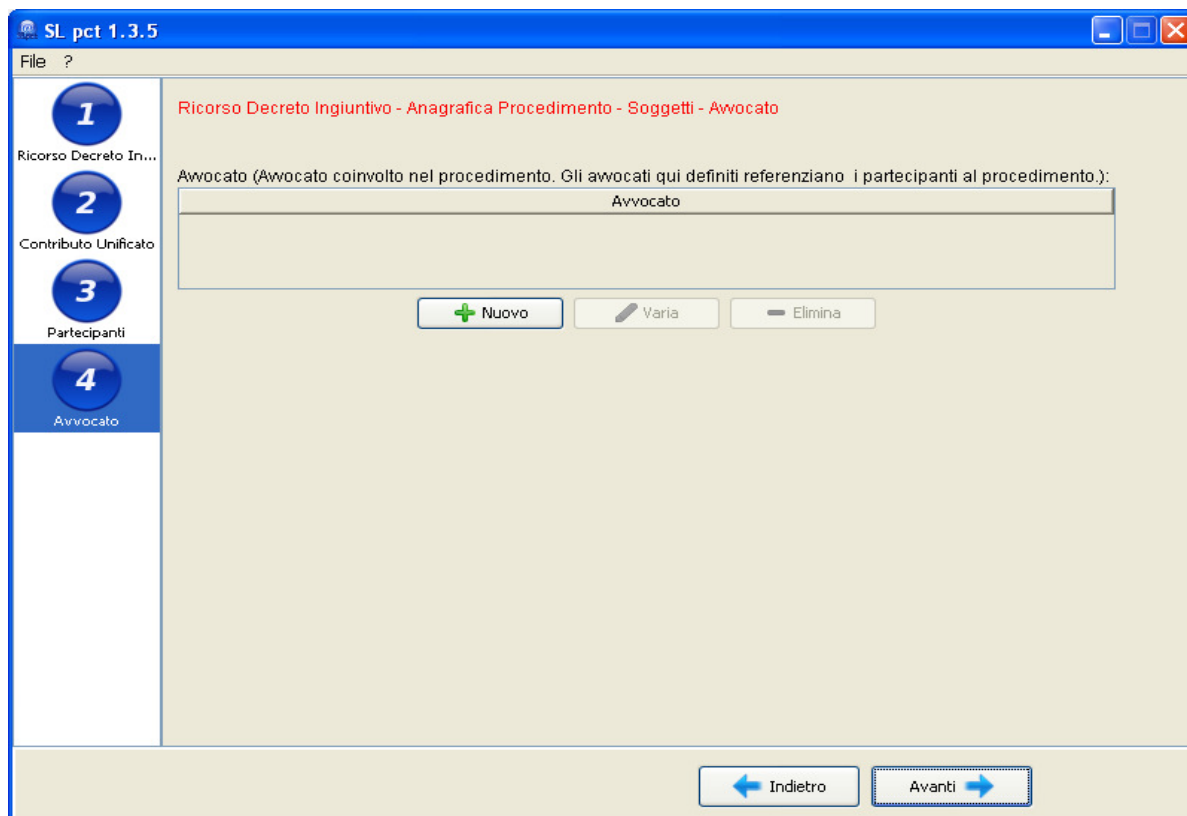 SL pct 1.3.5
File ?
1
Ricorso Decreto In...
2
Contributo Unificato
3
Partecipanti
4
Avvocato
Ricorso Decreto Ingiuntivo - Anagrafica Procedimento - Soggetti - Avvocato
Avvocato (Avvocato coinvolto nel procedimento. Gli avvocati qui definiti referenziano i partecipanti al procedimento.):
Avvocato
Nuovo Varia Elimina
Indietro Avanti